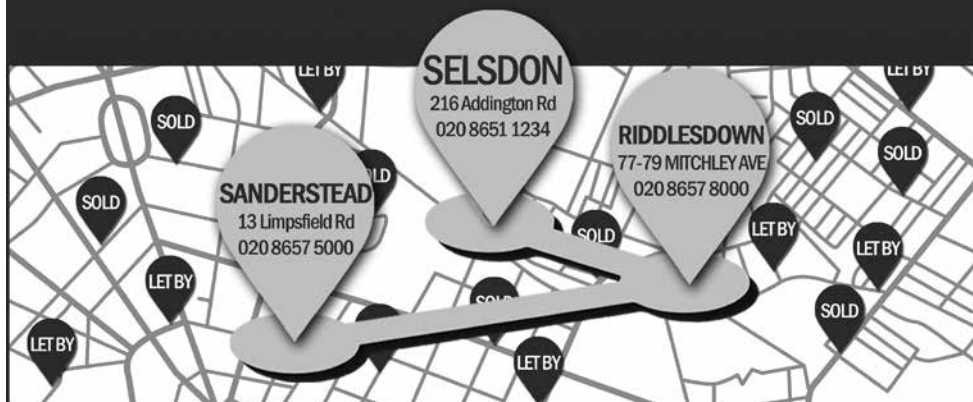 SELSDON
216 Addington Rd
020 8651 1234
RIDDLESDOWN
77-79 MITCHLEY AVE
020 8657 8000
SANDERSTEAD
13 Limpsfield Rd
020 8657 5000
LET BY
LET BY
SOLD
SOLD
SOLD
SOLD
SOLD
LET BY
LET BY
LET BY
SOLD
SOLD
LET BY
LET BY